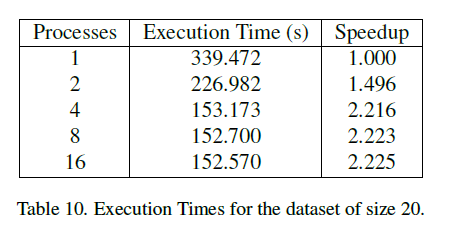 Processes Execution Time (s) Speedup
1 339.472 1.000
2 226.982 1.496
4 153.173 2.216
8 152.700 2.223
16 152.570 2.225
Table 10. Execution Times for the dataset of size 20.